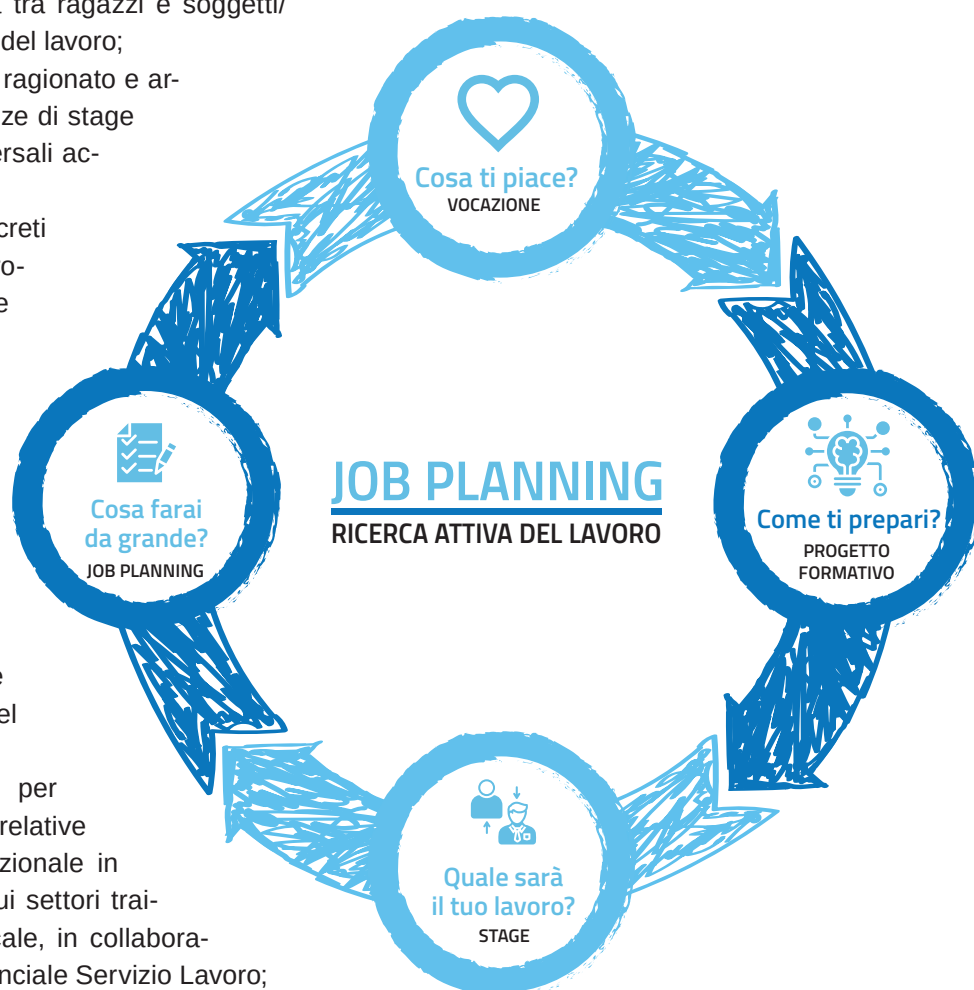 tra ragazzi e soggetti/
del lavoro;
ragionato e ar-
ze di stage
ersali ac-
creti
vo-
e
Cosa ti piace?
VOCAZIONE
Come ti prepari?
PROGETTO
FORMATIVO
Quale sarà
il tuo lavoro?
STAGE
Cosa farai
da grande?
JOB PLANNING
JOB PLANNING
RICERCA ATTIVA DEL LAVORO
e
el
per
relative
zionale in
ui settori trai-
cale, in collabora-
nciale Servizio Lavoro;